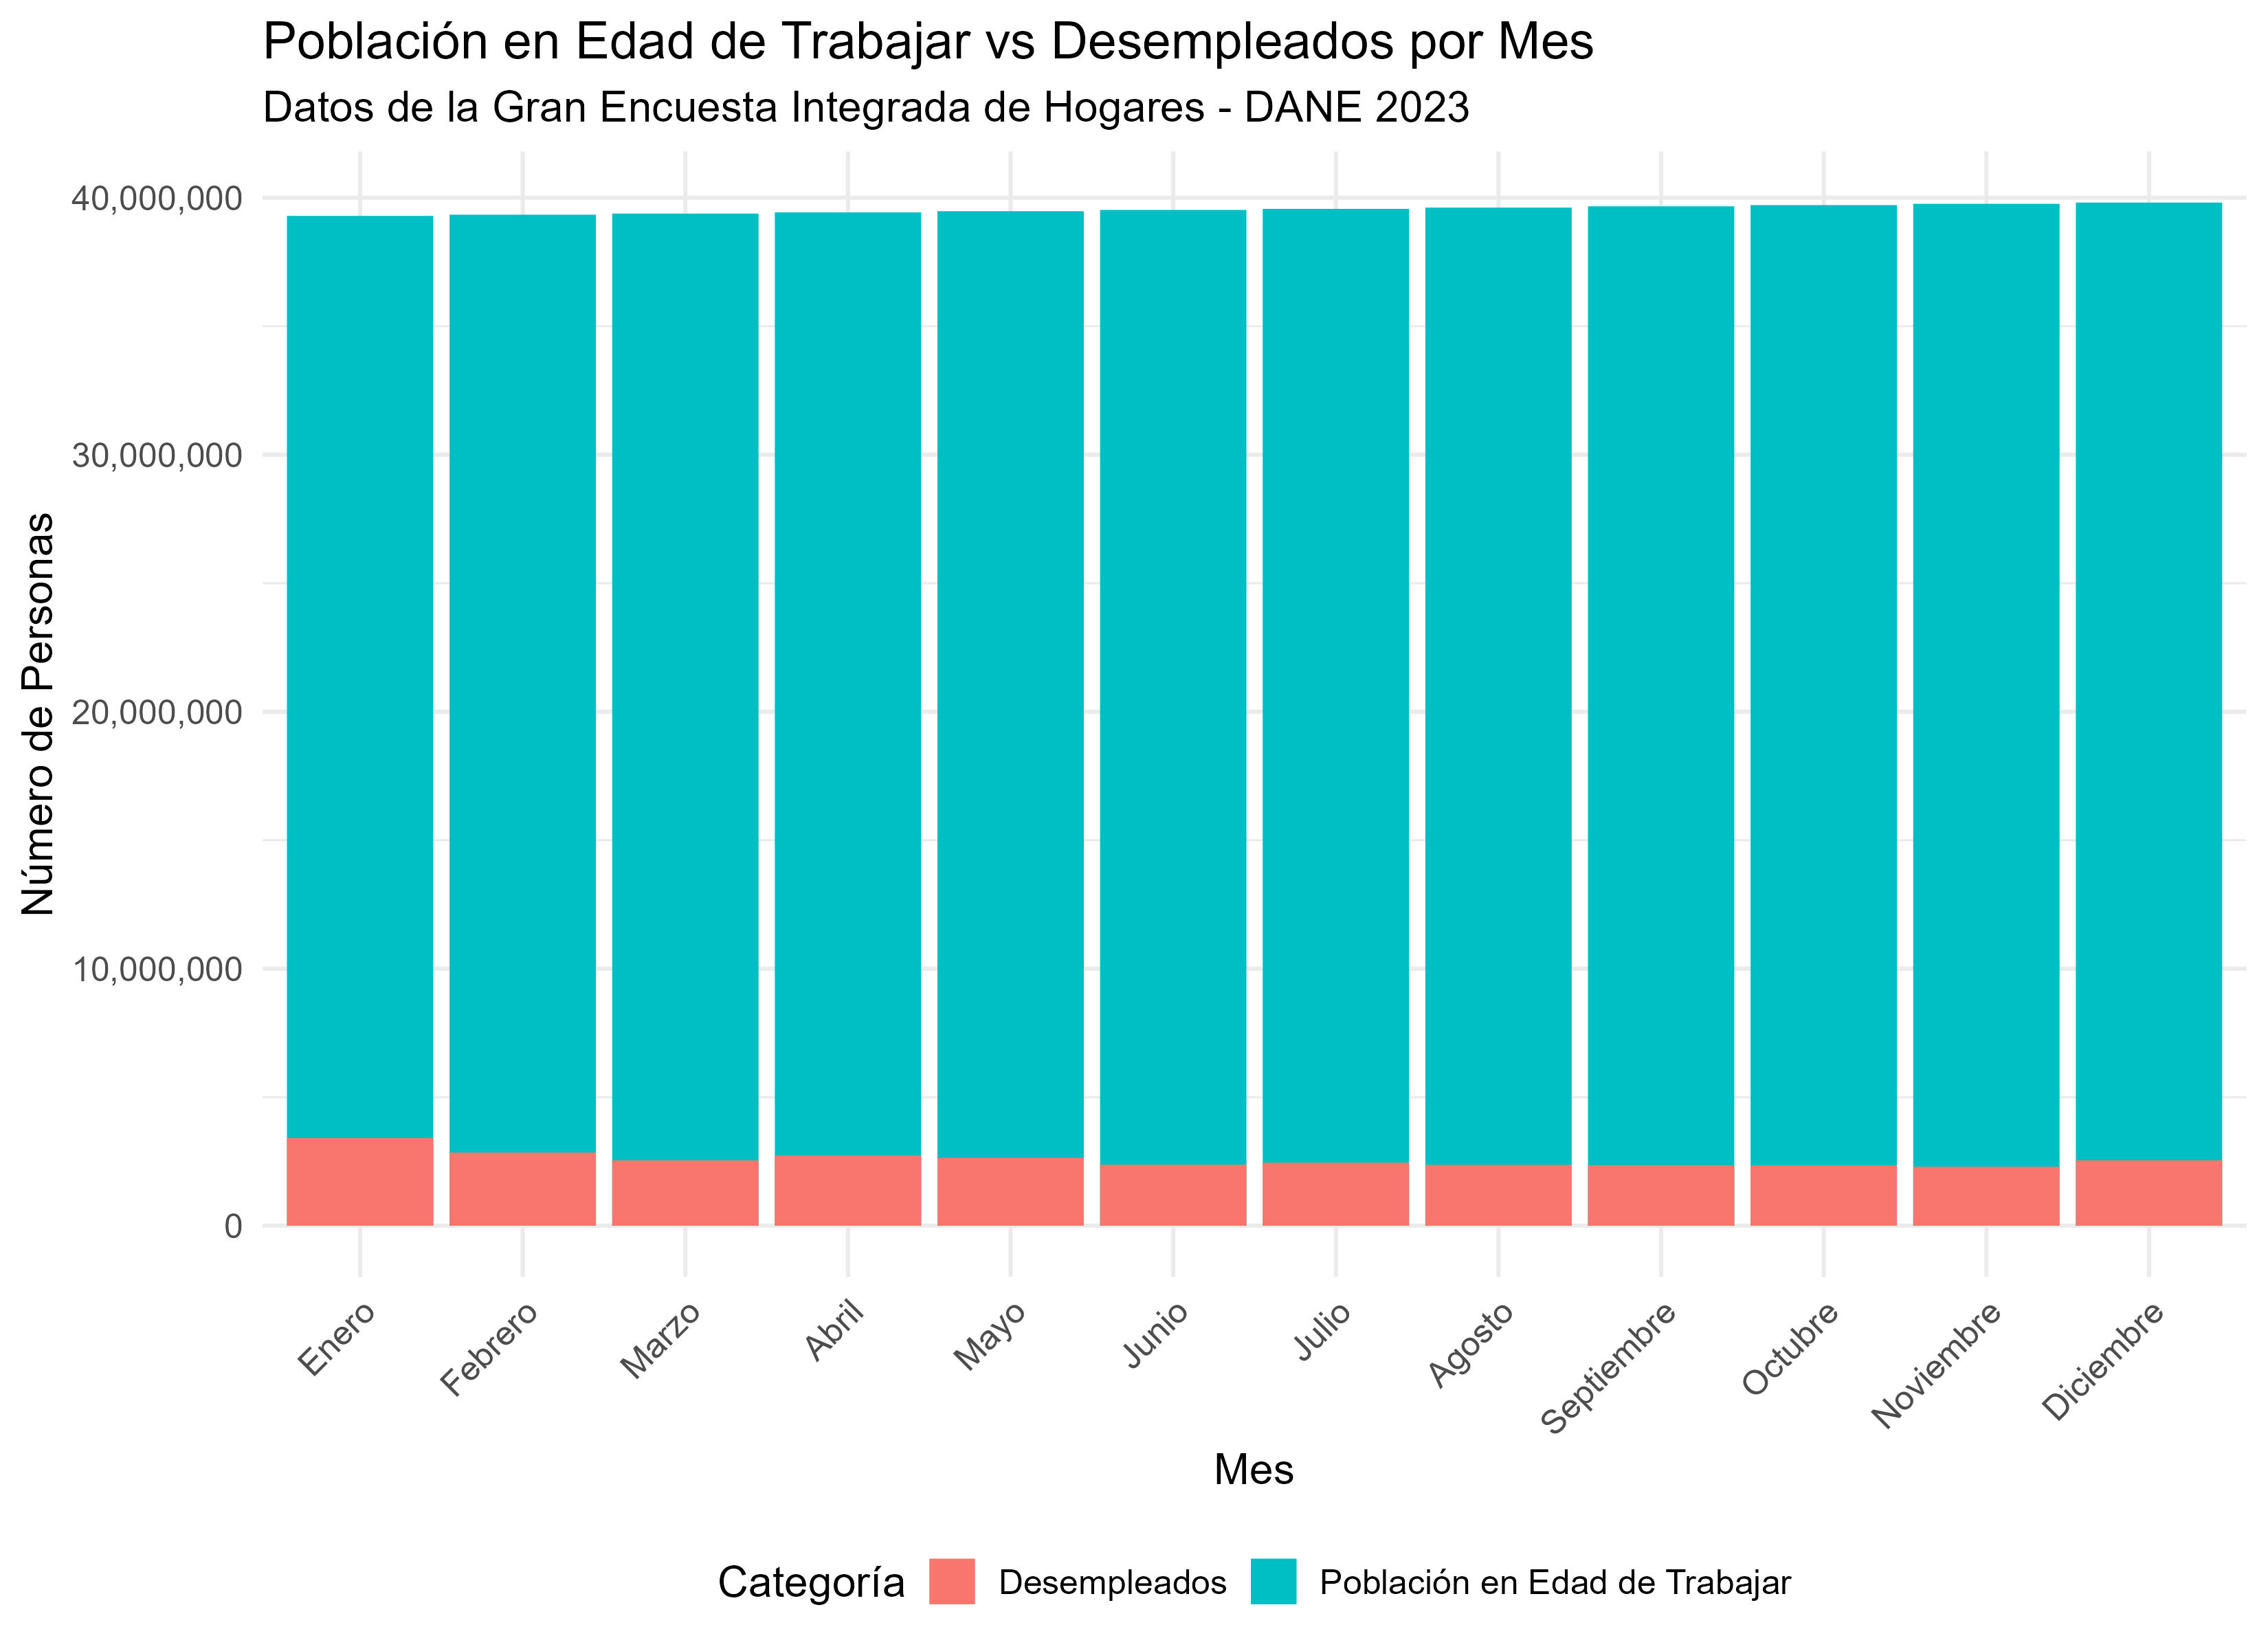 Población en Edad de Trabajar vs Desempleados por Mes
Datos de la Gran Encuesta Integrada de Hogares - DANE 2023
Número de Personas
40,000,000
30,000,000
20,000,000
10,000,000
0
Enero
Febrero
Marzo
Abril
Mayo
Junio
Julio
Agosto
Septiembre
Octubre
Noviembre
Diciembre
Mes
Categoría
Desempleados
Población en Edad de Trabajar